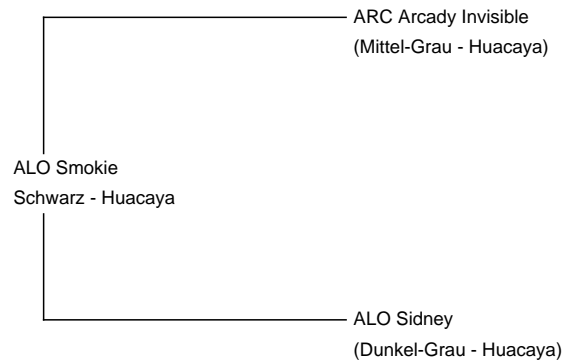 ARC Arcady Invisible
(Mittel-Grau - Huacaya)
ALO Smokie
Schwarz - Huacaya
ALO Sidney
(Dunkel-Grau - Huacaya)